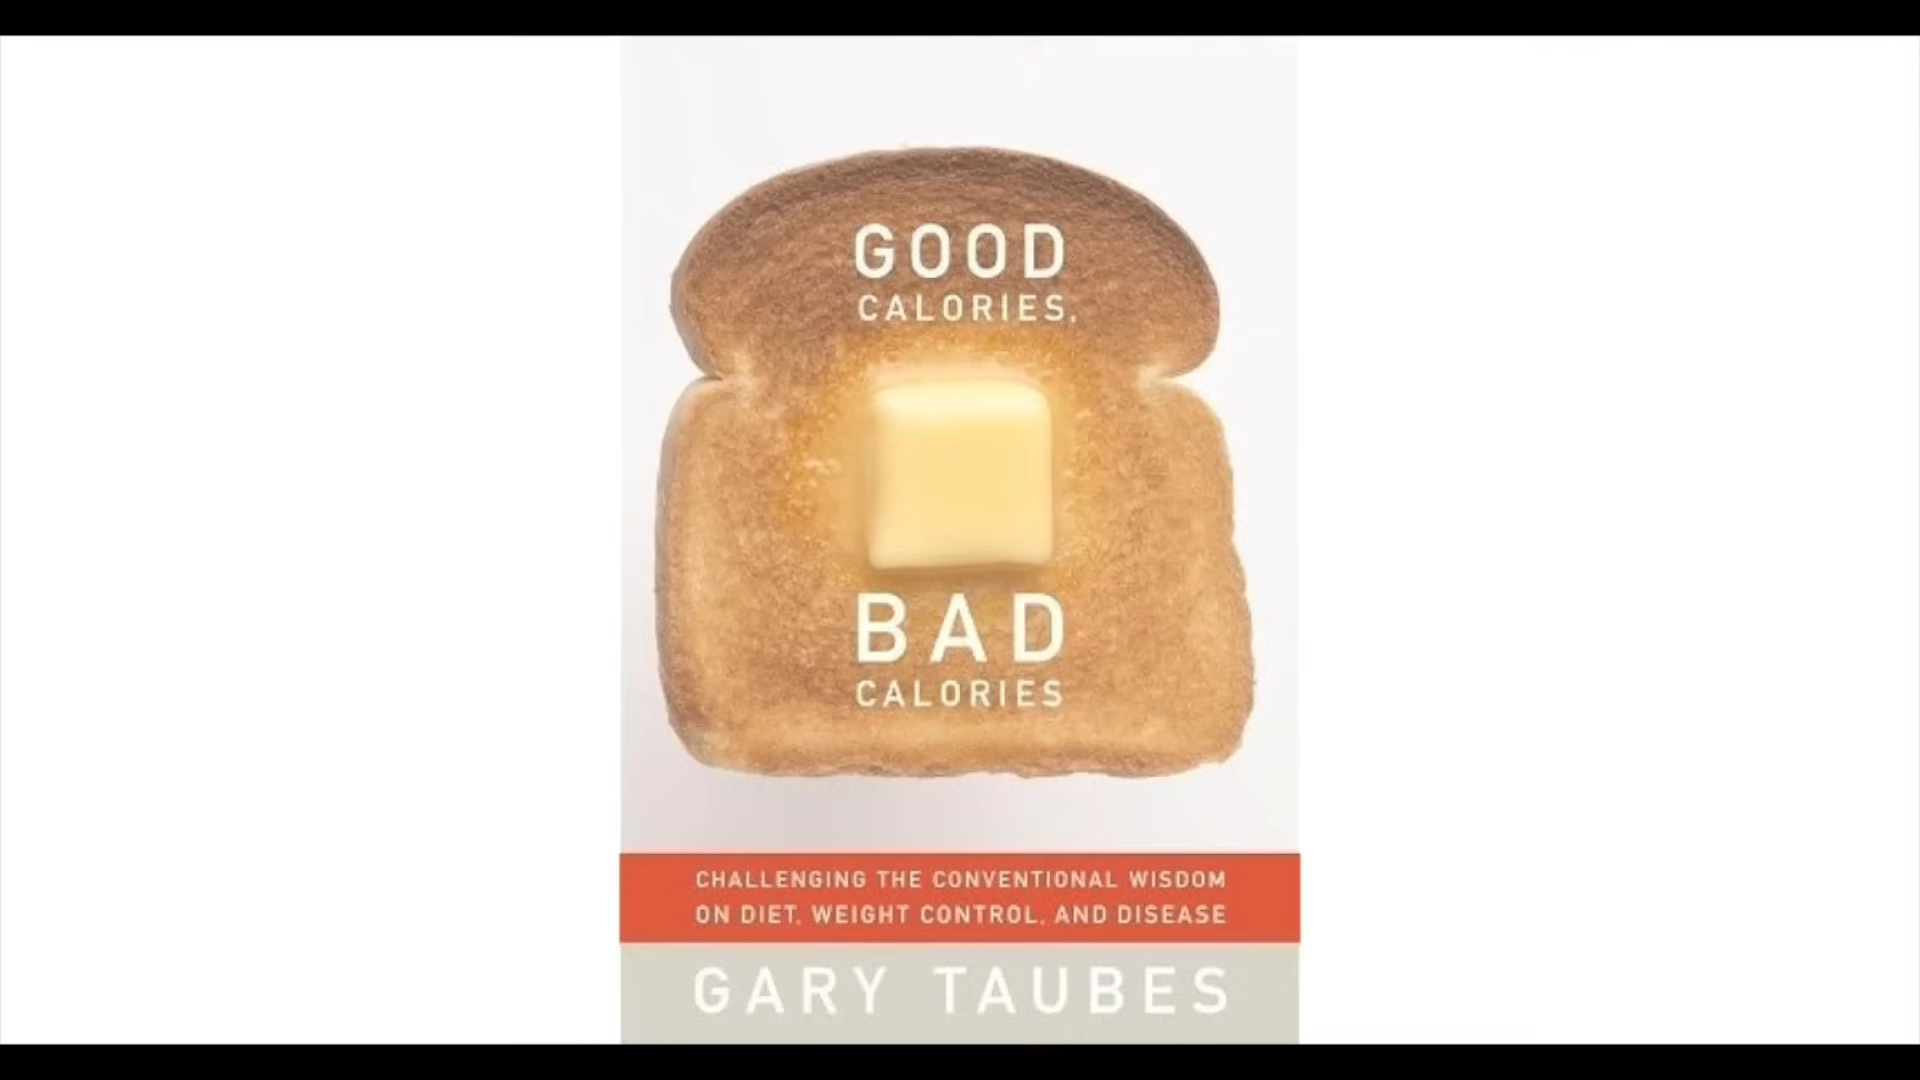 GOOD
CALORIES,
BAD
CALORIES
CHALLENGING THE CONVENTIONAL WISDOM
ON DIET, WEIGHT CONTROL, AND DISEASE
GARY TAUBES